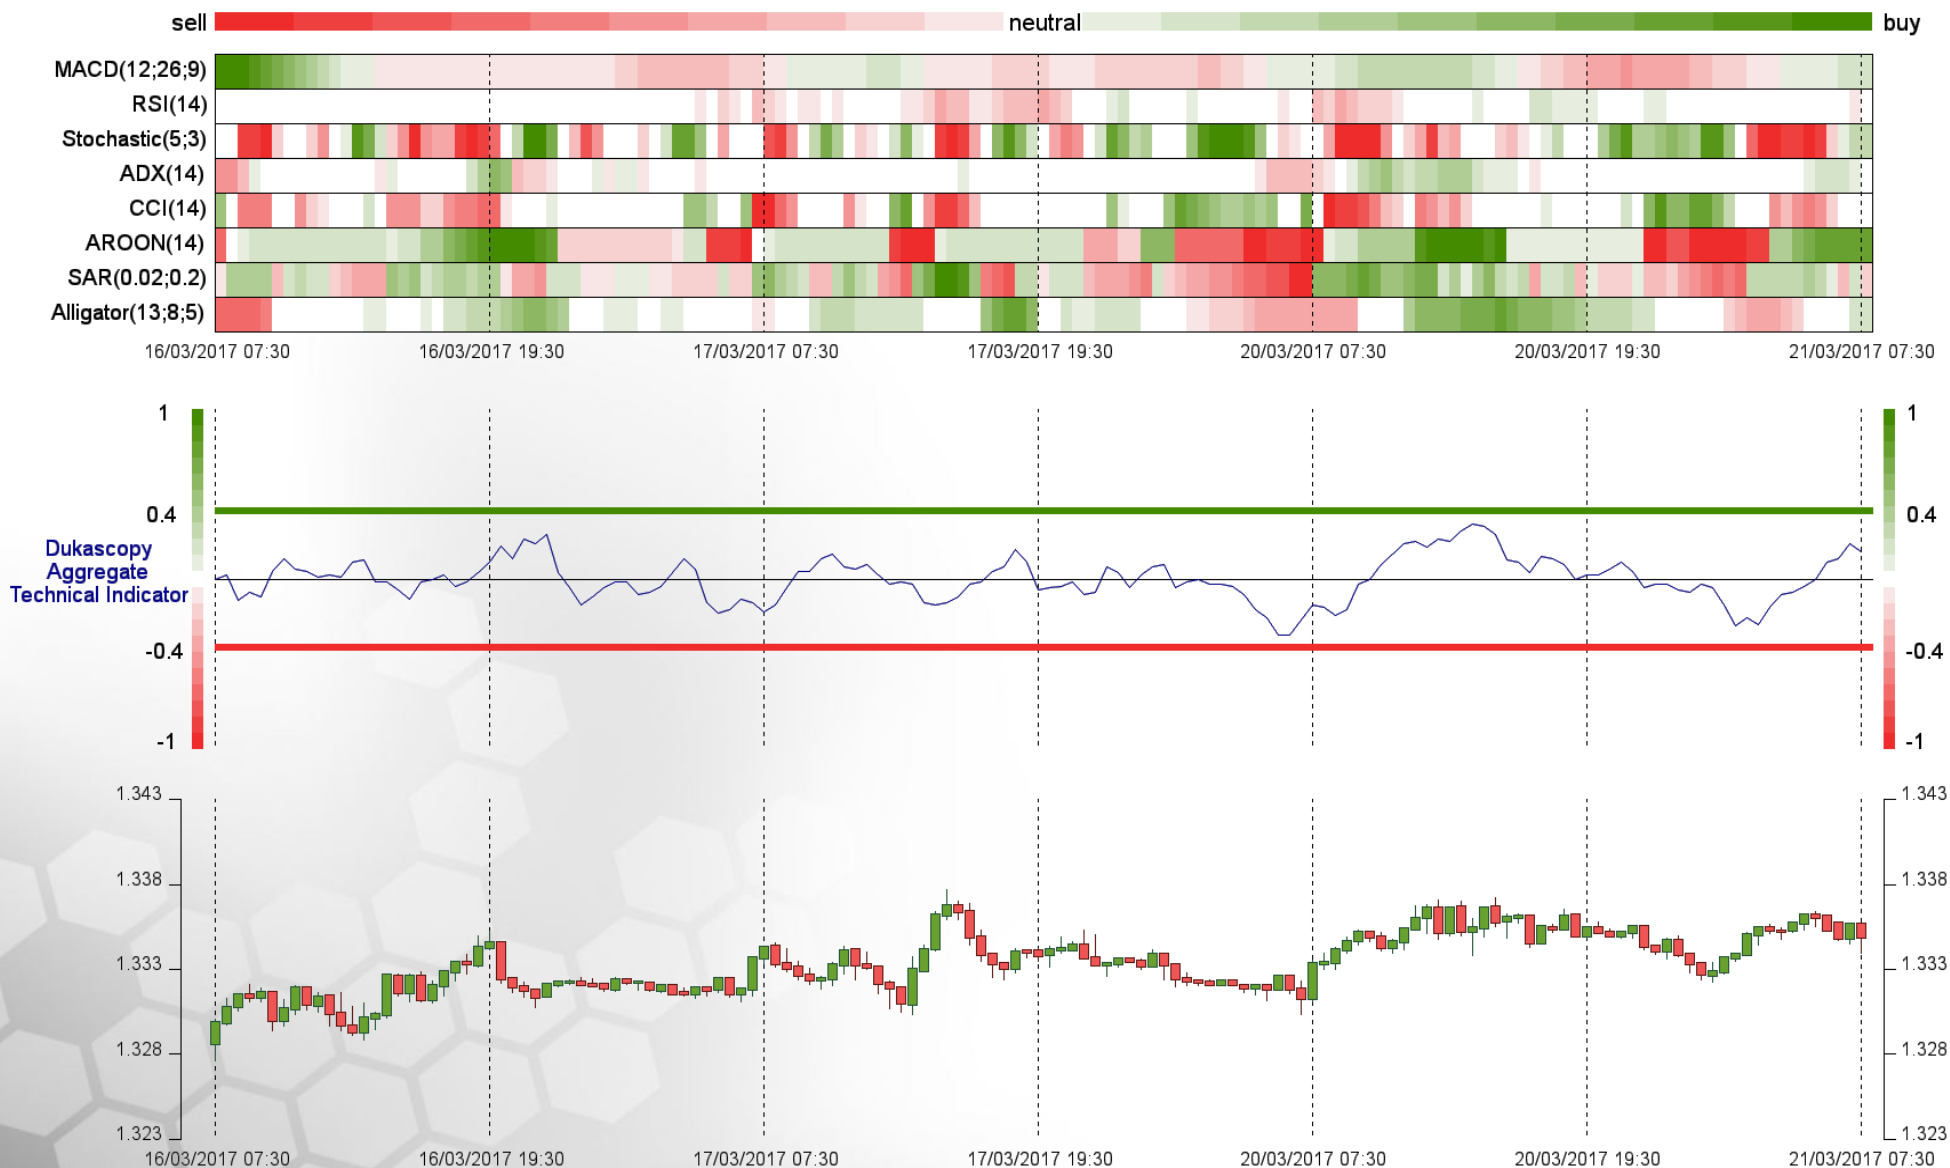 sell neutral buy
MACD(12;26;9)
RSI(14)
Stochastic(5;3)
ADX(14)
CCI(14)
AROON(14)
SAR(0.02;0.2)
Alligator(13;8;5)
16/03/2017 07:30 16/03/2017 19:30 17/03/2017 07:30 17/03/2017 19:30 20/03/2017 07:30 20/03/2017 19:30 21/03/2017 07:30
1 1
0.4 0.4
Dukascopy
Aggregate
Technical Indicator
-0.4 -0.4
-1 -1
1.343 1.343
1.338 1.338
1.333 1.333
1.328 1.328
1.323 1.323
16/03/2017 07:30 16/03/2017 19:30 17/03/2017 07:30 17/03/2017 19:30 20/03/2017 07:30 20/03/2017 19:30 21/03/2017 07:30